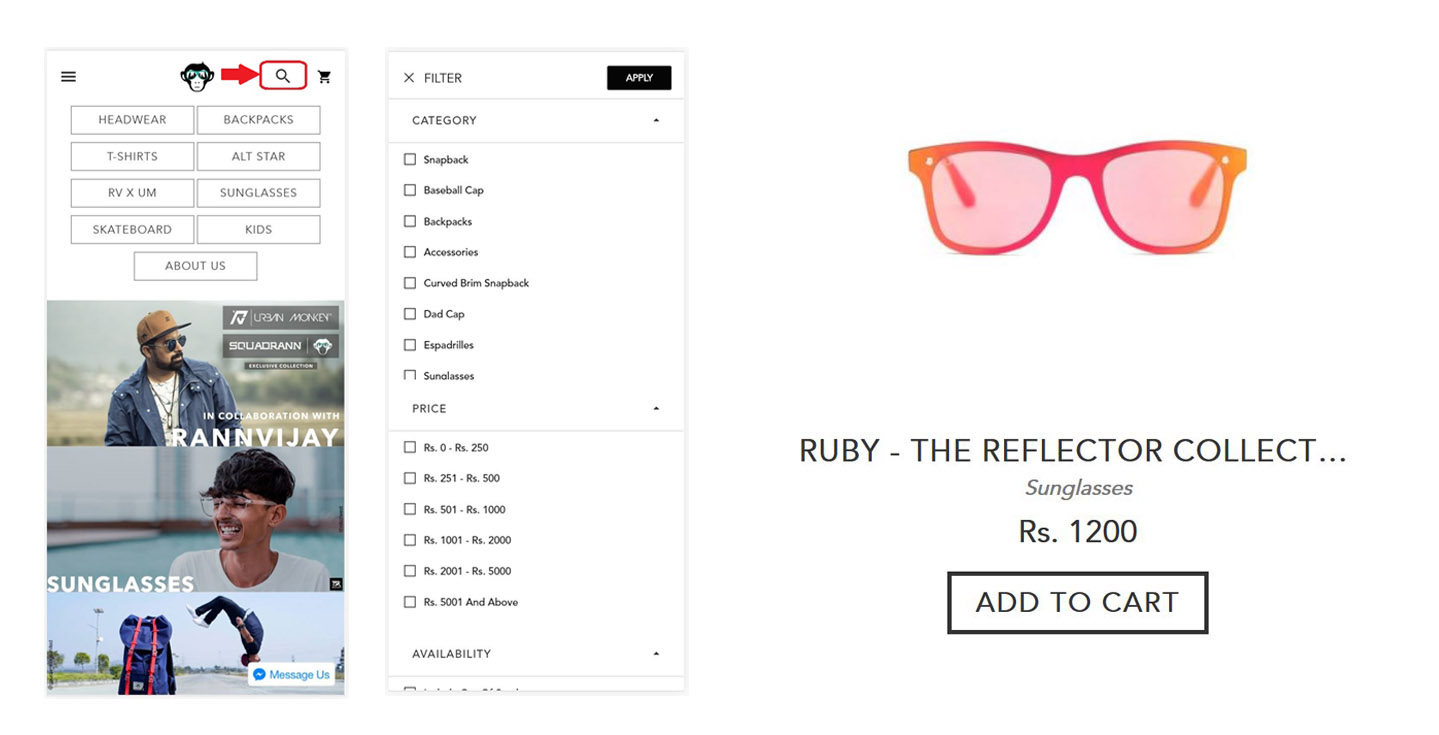 HEADWEAR
BACKPACKS
T-SHIRTS
ALT STAR
RV X UM
SUNGLASSES
SKATEBOARD
KIDS
ABOUT US
URBAN MONKEY
SQUADRANN
EXCLUSIVE COLLECTION
IN COLLABORATION WITH
RANNVIJAY
SUNGLASSES
Message Us
FILTER
APPLY
CATEGORY
Snapback
Baseball Cap
Backpacks
Accessories
Curved Brim Snapback
Dad Cap
Espadrilles
Sunglasses
PRICE
Rs. 0 - Rs. 250
Rs. 251 - Rs. 500
Rs. 501 - Rs. 1000
Rs. 1001 - Rs. 2000
Rs. 2001 - Rs. 5000
Rs. 5001 And Above
AVAILABILITY
RUBY - THE REFLECTOR COLLECT...
Sunglasses
Rs. 1200
ADD TO CART